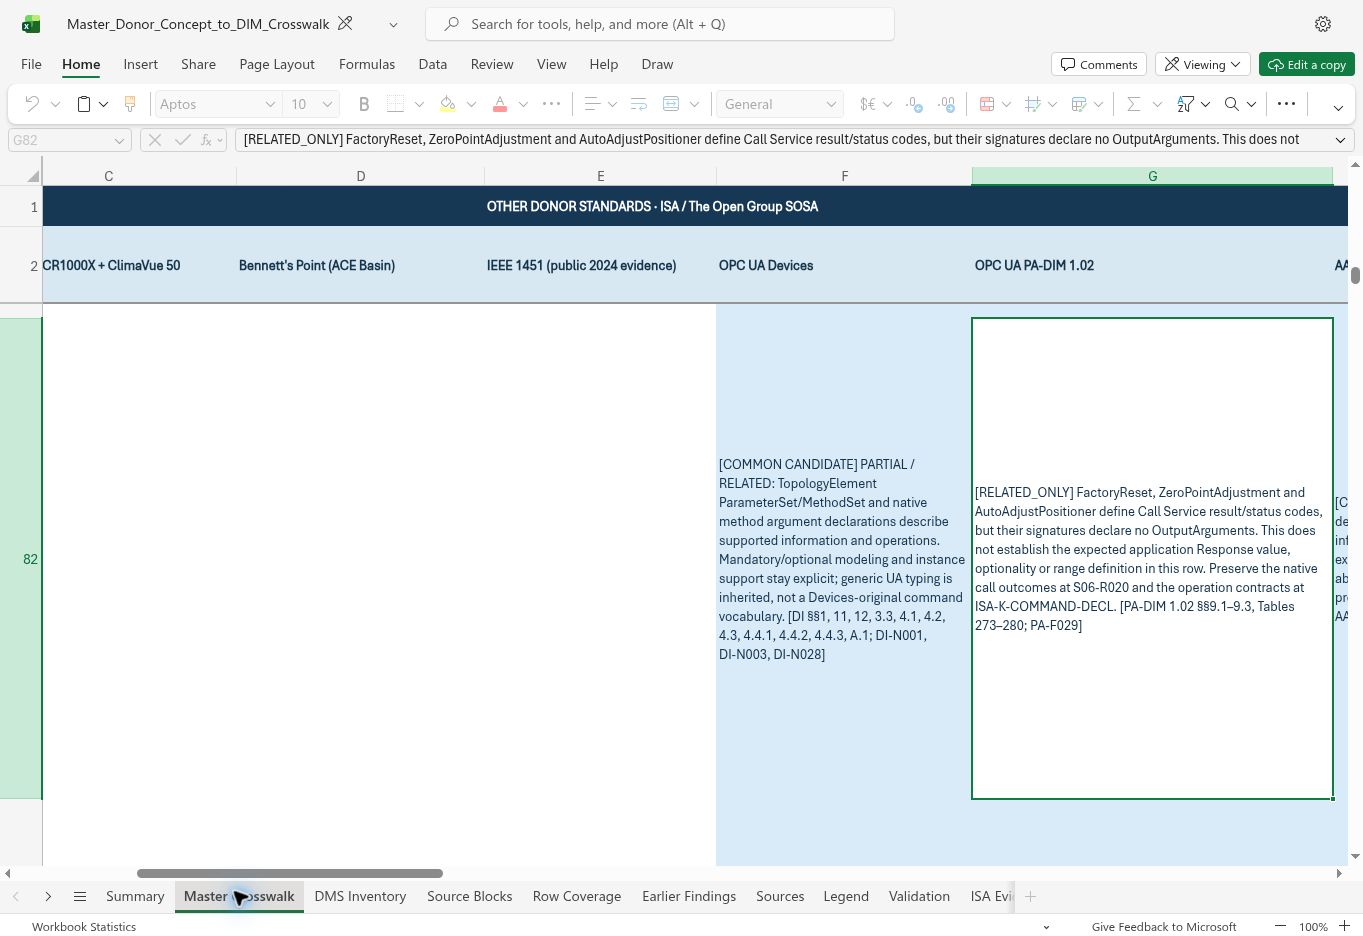 Master_Donor_Concept_to_DIM_Crosswalk
Search for tools, help, and more (Alt + Q)
File Home Insert Share Page Layout Formulas Data Review View Help Draw
Comments Viewing Edit a copy
Aptos 10 B A General $€ .0 .00
G82 fx [RELATED_ONLY] FactoryReset, ZeroPointAdjustment and AutoAdjustPositioner define Call Service result/status codes, but their signatures declare no OutputArguments. This does not
C D E F G
1 OTHER DONOR STANDARDS · ISA / The Open Group SOSA
2 CR1000X + ClimaVue 50 Bennett's Point (ACE Basin) IEEE 1451 (public 2024 evidence) OPC UA Devices OPC UA PA-DIM 1.02
82
[COMMON CANDIDATE] PARTIAL /
RELATED: TopologyElement
ParameterSet/MethodSet and native
method argument declarations describe
supported information and operations.
Mandatory/optional modeling and instance
support stay explicit; generic UA typing is
inherited, not a Devices-original command
vocabulary. [DI §§1, 11, 12, 3.3, 4.1, 4.2,
4.3, 4.4.1, 4.4.2, 4.4.3, A.1; DI-N001,
DI-N003, DI-N028]
[RELATED_ONLY] FactoryReset, ZeroPointAdjustment and
AutoAdjustPositioner define Call Service result/status codes,
but their signatures declare no OutputArguments. This does
not establish the expected application Response value,
optionality or range definition in this row. Preserve the native
call outcomes at S06-R020 and the operation contracts at
ISA-K-COMMAND-DECL. [PA-DIM 1.02 §§9.1–9.3, Tables
273–280; PA-F029]
Summary Master DMS Inventory Source Blocks Row Coverage Earlier Findings Sources Legend Validation ISA
Workbook Statistics Give Feedback to Microsoft 100%